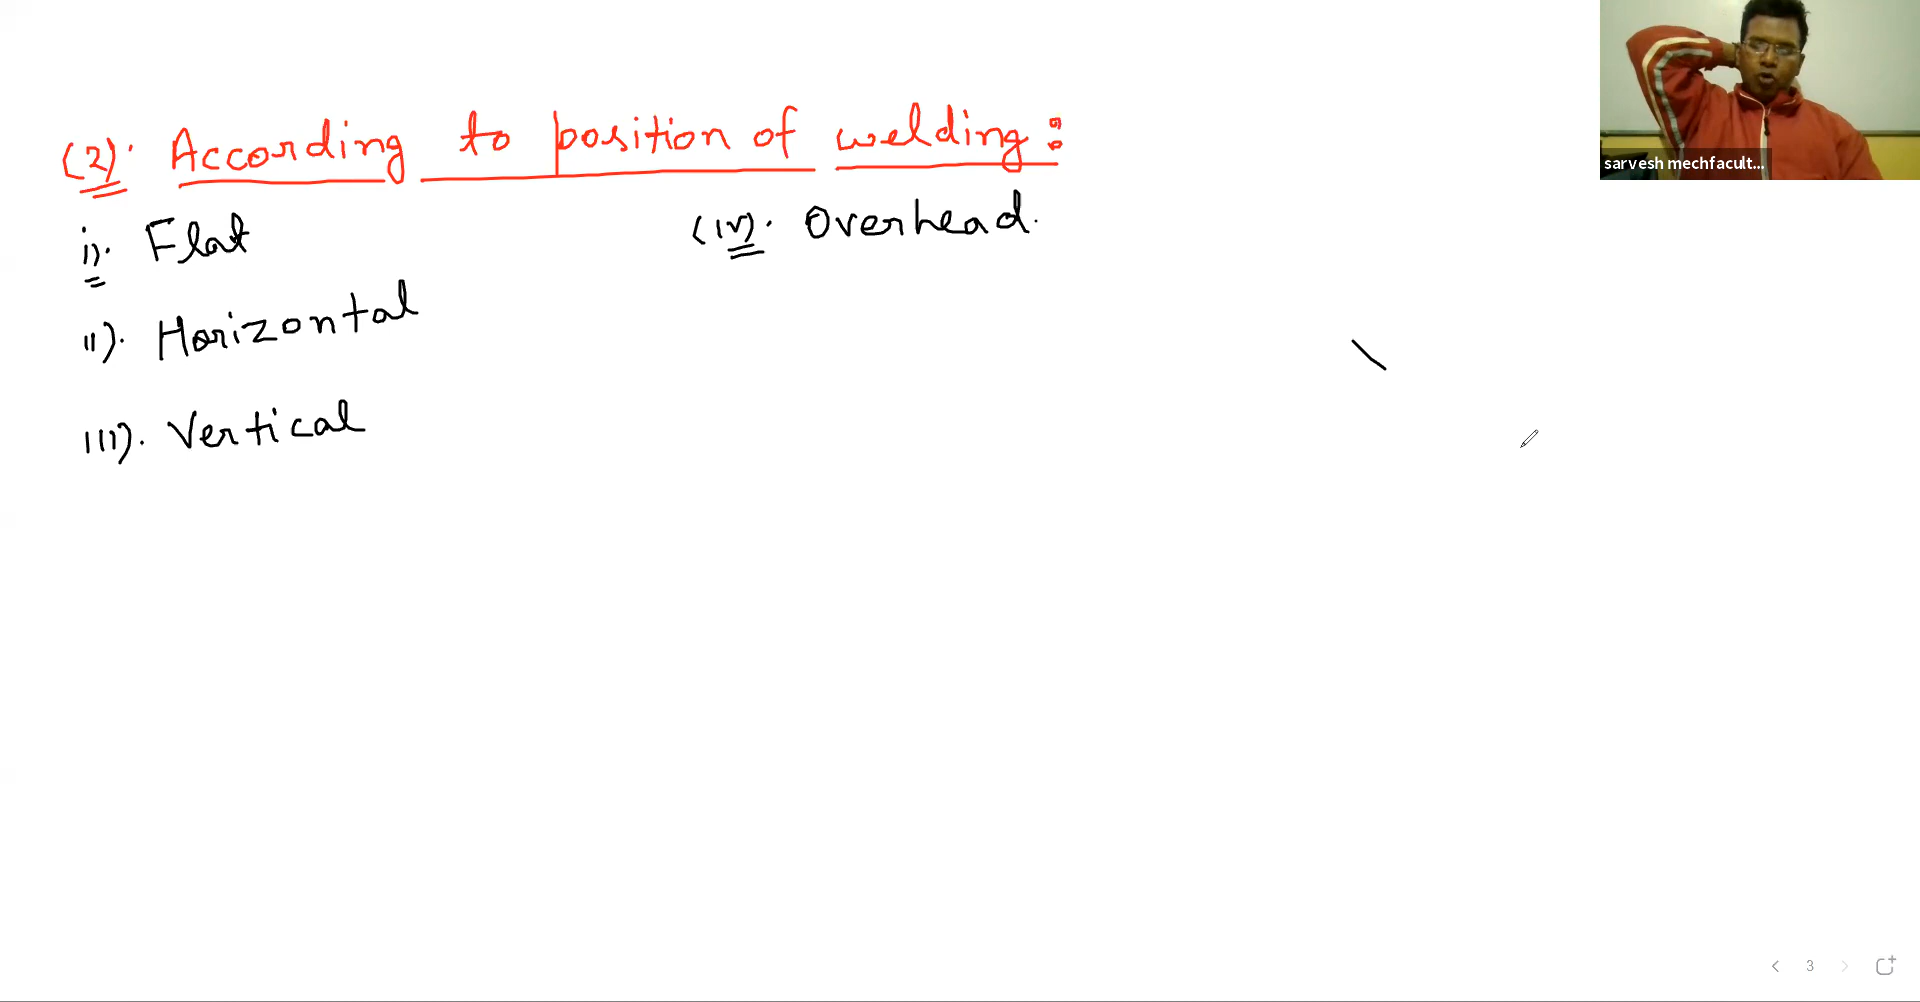 (2). According to position of welding:
i). Flat
(iv). Overhead.
ii). Horizontal
iii). Vertical
sarvesh mechfacult...
3